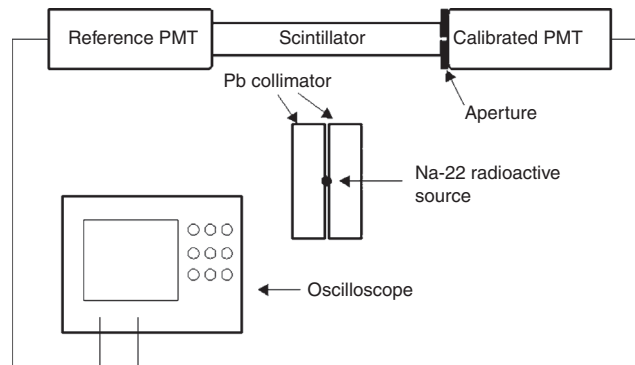 Reference PMT
Scintillator
Calibrated PMT
Pb collimator
Aperture
Na-22 radioactive
source
Oscilloscope